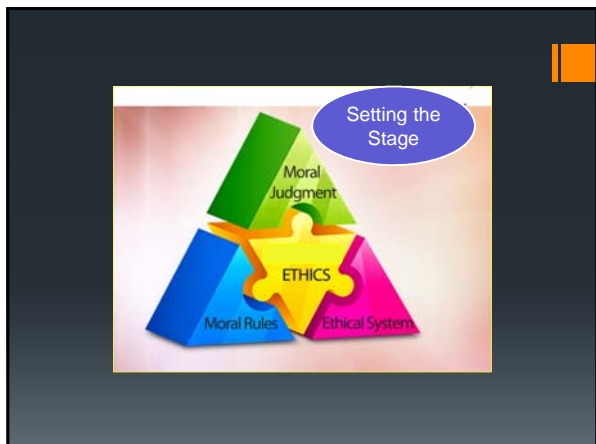 Setting the
Stage
Moral
Judgment
ETHICS
Moral Rules
Ethical System